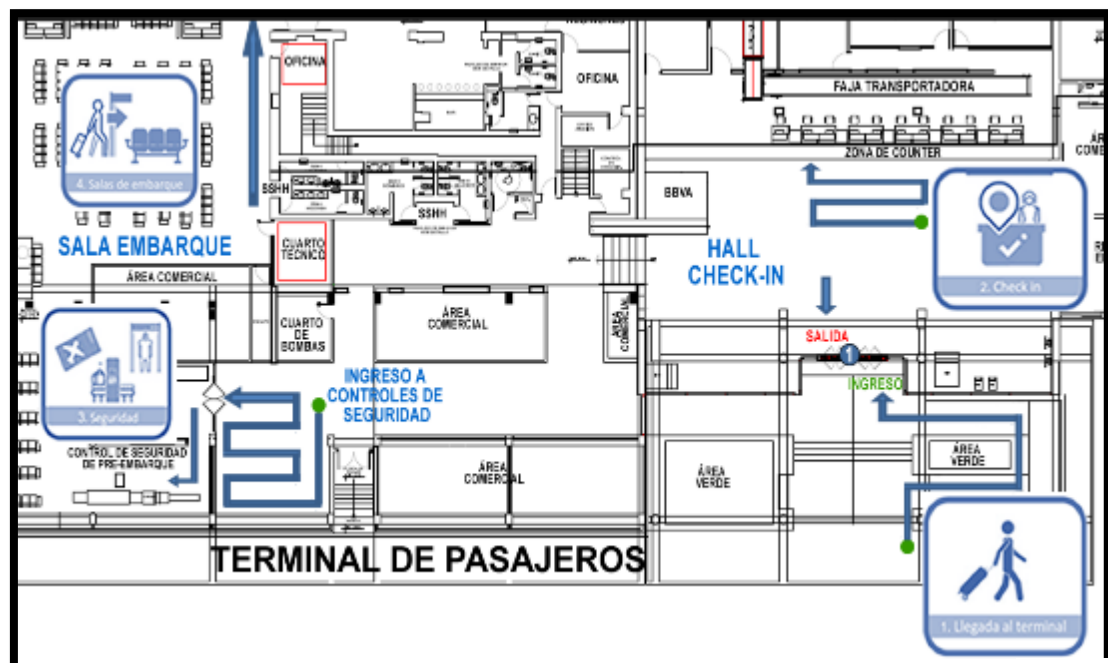 OFICINA
OFICINA
FAJA TRANSPORTADORA
ZONA DE COUNTER
4. Salas de embarque
SSHH
SSHH
BBVA
SALA EMBARQUE
CUARTO
TECNICO
HALL
CHECK-IN
2. Check in
ÁREA COMERCIAL
CUARTO
DE
BOMBAS
ÁREA
COMERCIAL
ÁREA
COMERCIAL
SALIDA
1
INGRESO
3. Seguridad
INGRESO A
CONTROLES DE
SEGURIDAD
CONTROL DE SEGURIDAD
DE PRE-EMBARQUE
ÁREA
COMERCIAL
ÁREA
VERDE
ÁREA
VERDE
TERMINAL DE PASAJEROS
1. Llegada al terminal